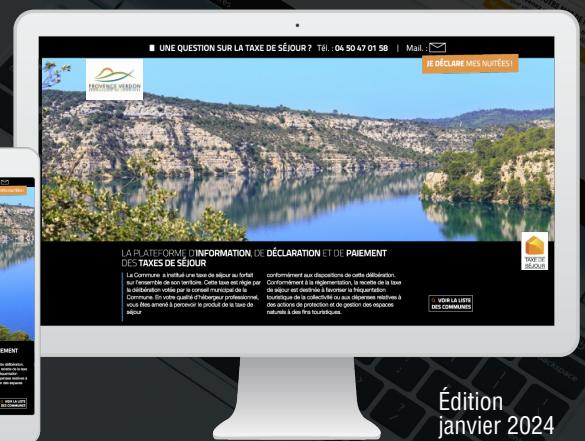 UNE QUESTION SUR LA TAXE DE SÉJOUR ? Tél. : 04 50 47 01 58 | Mail. :
JE DÉCLARE MES NUITÉES !
PROVENCE VERDON
LA PLATEFORME D'INFORMATION, DE DÉCLARATION ET DE PAIEMENT
DES TAXES DE SÉJOUR
La Commune a institué une taxe de séjour au forfait
sur l'ensemble de son territoire. Cette taxe est régie par
la délibération votée par le conseil municipal de la
Commune. En votre qualité d'hébergeur professionnel,
vous êtes amené à percevoir le produit de la taxe de
séjour
conformément aux dispositions de cette délibération.
Conformément à la réglementation, la recette de la taxe
de séjour est destinée à favoriser la fréquentation
touristique de la collectivité ou aux dépenses relatives à
des actions de protection et de gestion des espaces
naturels à des fins touristiques.
TAXE DE
SÉJOUR
VOIR LA LISTE
DES COMMUNES
EMENT
VOIR LA LISTE
DES COMMUNES
Édition
janvier 2024